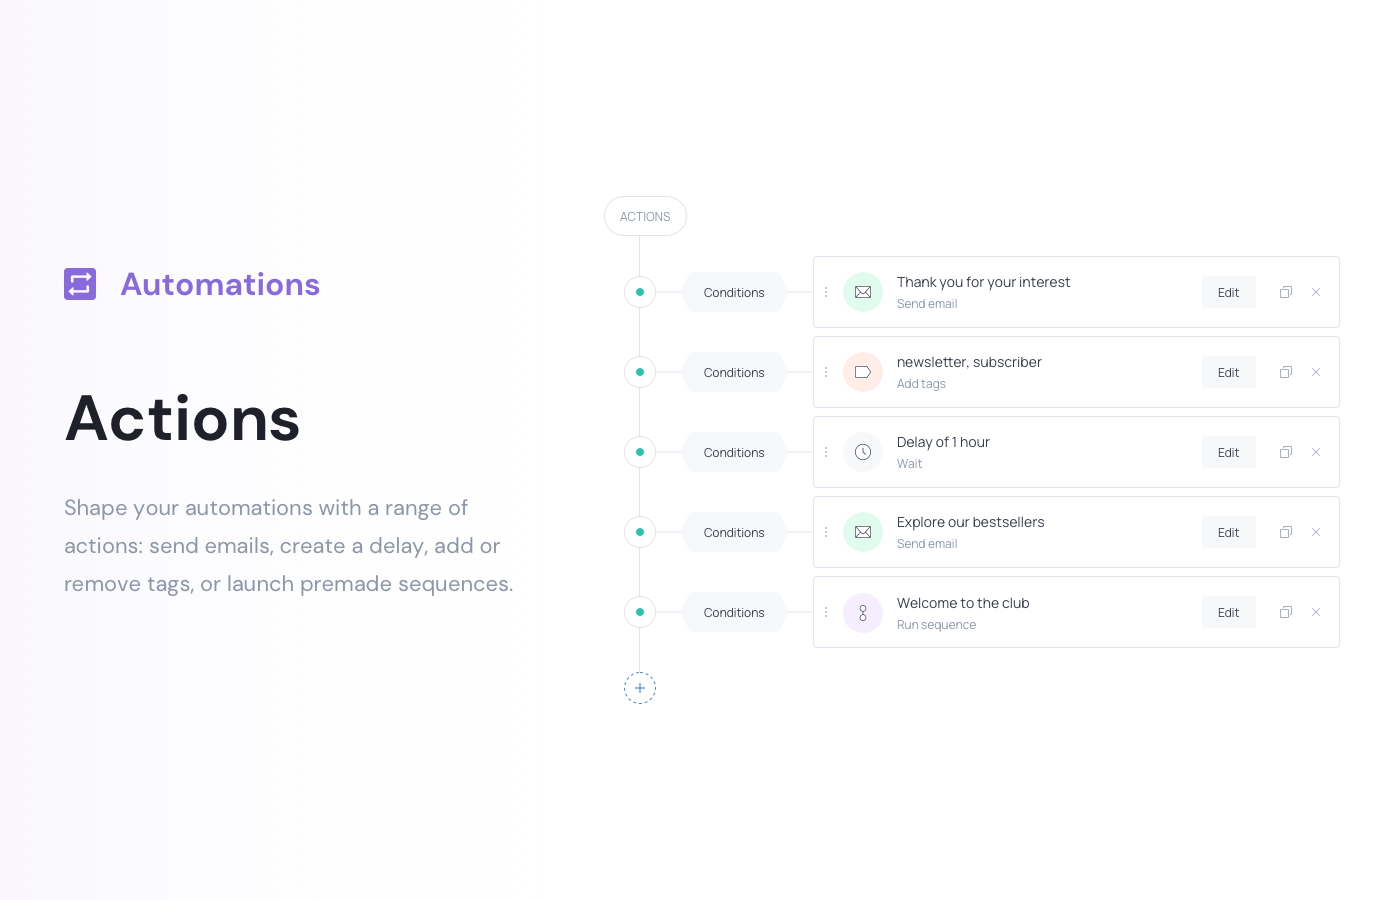 Automations
Actions
Shape your automations with a range of
actions: send emails, create a delay, add or
remove tags, or launch premade sequences.
ACTIONS
Conditions
Thank you for your interest
Send email
Edit
Conditions
newsletter, subscriber
Add tags
Edit
Conditions
Delay of 1 hour
Wait
Edit
Conditions
Explore our bestsellers
Send email
Edit
Conditions
Welcome to the club
Run sequence
Edit